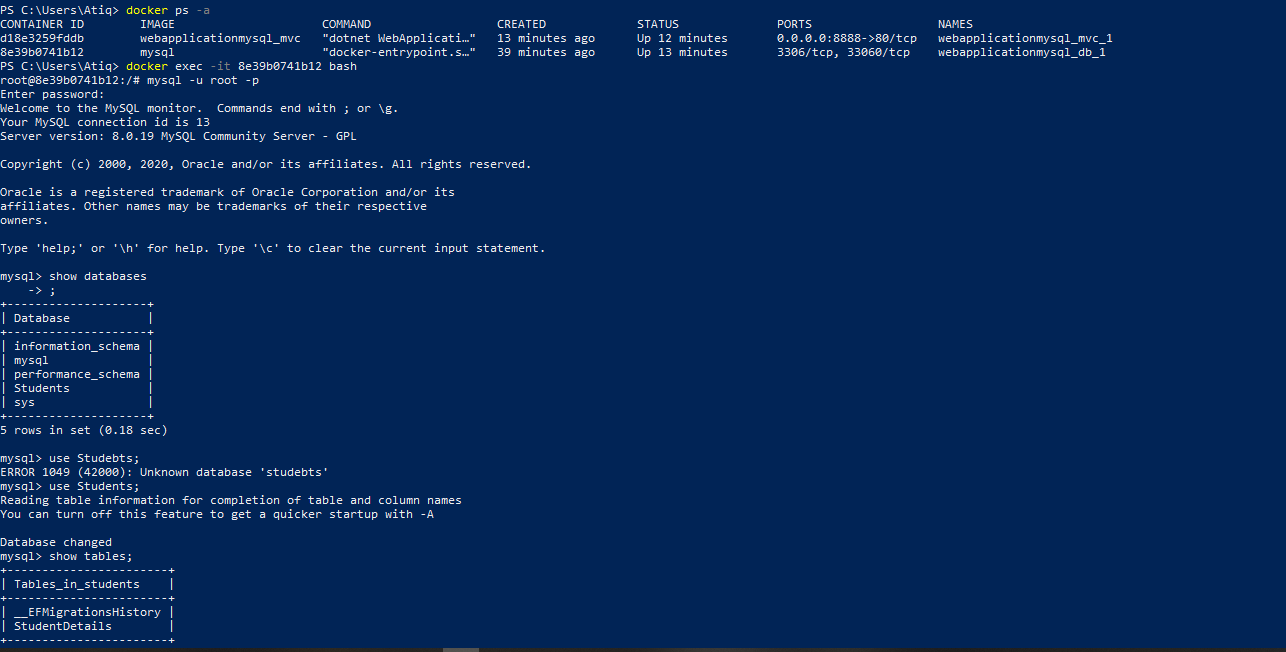 PS C:\Users\Atiq> docker ps -a
CONTAINER ID        IMAGE                     COMMAND                  CREATED             STATUS              PORTS                  NAMES
d18e3259fddb        webapplicationmysql_mvc   "dotnet WebApplicati…"   13 minutes ago      Up 12 minutes       0.0.0.0:8888->80/tcp   webapplicationmysql_mvc_1
8e39b0741b12        mysql                     "docker-entrypoint.s…"   39 minutes ago      Up 13 minutes       3306/tcp, 33060/tcp    webapplicationmysql_db_1
PS C:\Users\Atiq> docker exec -it 8e39b0741b12 bash
root@8e39b0741b12:/# mysql -u root -p
Enter password:
Welcome to the MySQL monitor.  Commands end with ; or \g.
Your MySQL connection id is 13
Server version: 8.0.19 MySQL Community Server - GPL

Copyright (c) 2000, 2020, Oracle and/or its affiliates. All rights reserved.

Oracle is a registered trademark of Oracle Corporation and/or its
affiliates. Other names may be trademarks of their respective
owners.

Type 'help;' or '\h' for help. Type '\c' to clear the current input statement.

mysql> show databases
    -> ;
+--------------------+
| Database           |
+--------------------+
| information_schema |
| mysql              |
| performance_schema |
| Students           |
| sys                |
+--------------------+
5 rows in set (0.18 sec)

mysql> use Studebts;
ERROR 1049 (42000): Unknown database 'studebts'
mysql> use Students;
Reading table information for completion of table and column names
You can turn off this feature to get a quicker startup with -A

Database changed
mysql> show tables;
+-----------------------+
| Tables_in_students    |
+-----------------------+
| __EFMigrationsHistory |
| StudentDetails        |
+-----------------------+